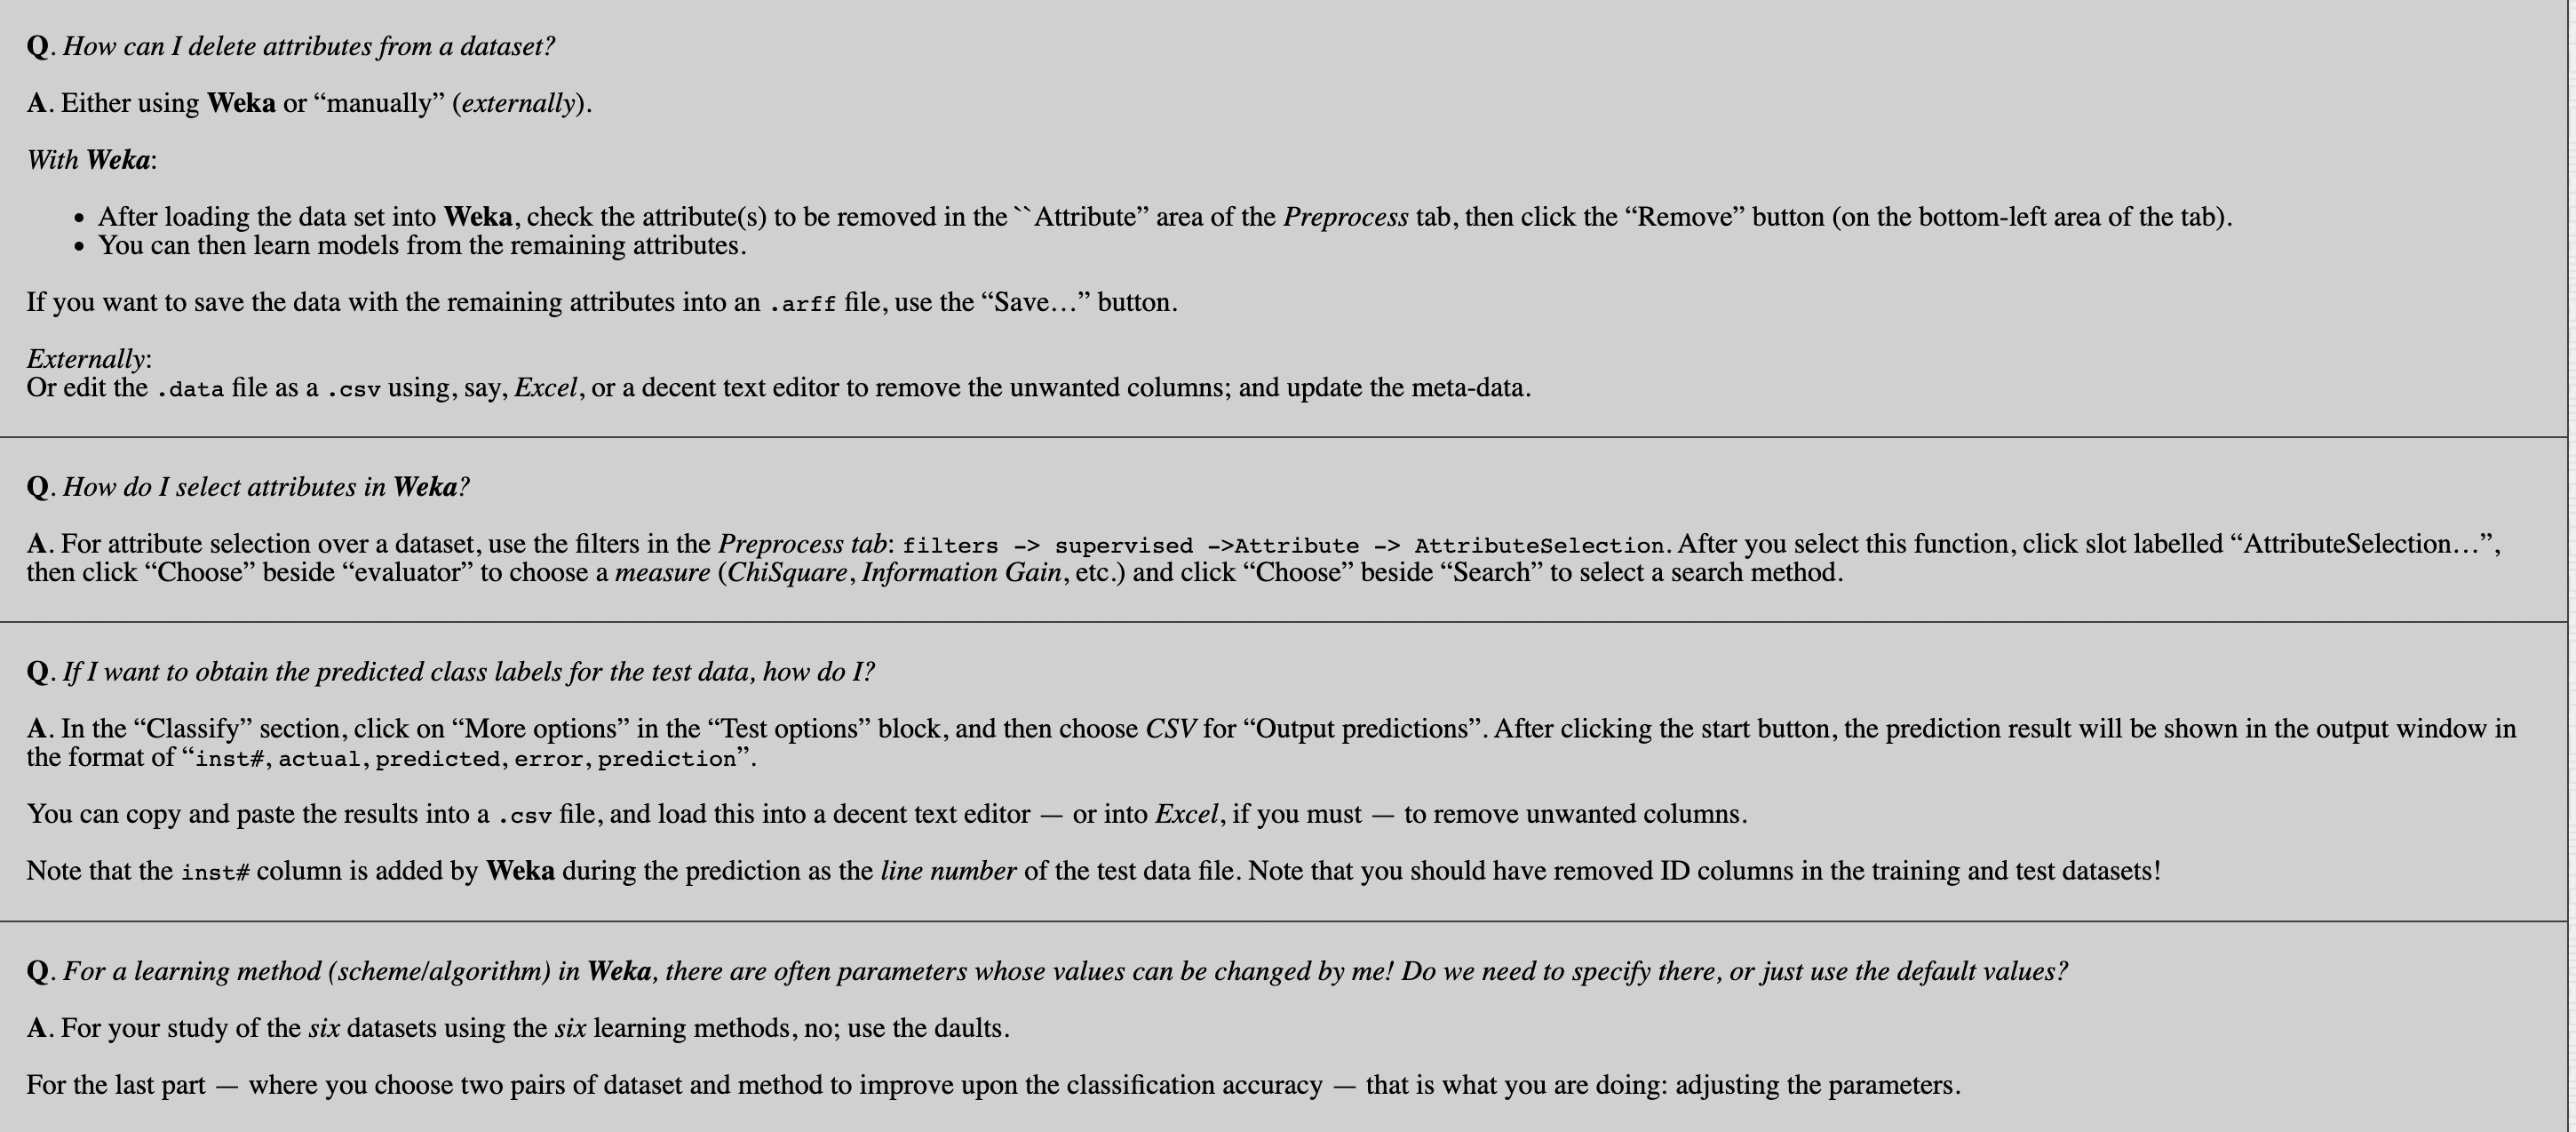 Q. How can I delete attributes from a dataset?
A. Either using Weka or “manually” (externally).
With Weka:
• After loading the data set into Weka, check the attribute(s) to be removed in the ``Attribute” area of the Preprocess tab, then click the “Remove” button (on the bottom-left area of the tab).
• You can then learn models from the remaining attributes.
If you want to save the data with the remaining attributes into an .arff file, use the “Save…” button.
Externally:
Or edit the .data file as a .csv using, say, Excel, or a decent text editor to remove the unwanted columns; and update the meta-data.
Q. How do I select attributes in Weka?
A. For attribute selection over a dataset, use the filters in the Preprocess tab: filters -> supervised ->Attribute -> AttributeSelection. After you select this function, click slot labelled “AttributeSelection…”,
then click “Choose” beside “evaluator” to choose a measure (ChiSquare, Information Gain, etc.) and click “Choose” beside “Search” to select a search method.
Q. If I want to obtain the predicted class labels for the test data, how do I?
A. In the “Classify” section, click on “More options” in the “Test options” block, and then choose CSV for “Output predictions”. After clicking the start button, the prediction result will be shown in the output window in
the format of “inst#, actual, predicted, error, prediction”.
You can copy and paste the results into a .csv file, and load this into a decent text editor — or into Excel, if you must — to remove unwanted columns.
Note that the inst# column is added by Weka during the prediction as the line number of the test data file. Note that you should have removed ID columns in the training and test datasets!
Q. For a learning method (scheme/algorithm) in Weka, there are often parameters whose values can be changed by me! Do we need to specify there, or just use the default values?
A. For your study of the six datasets using the six learning methods, no; use the daults.
For the last part — where you choose two pairs of dataset and method to improve upon the classification accuracy — that is what you are doing: adjusting the parameters.